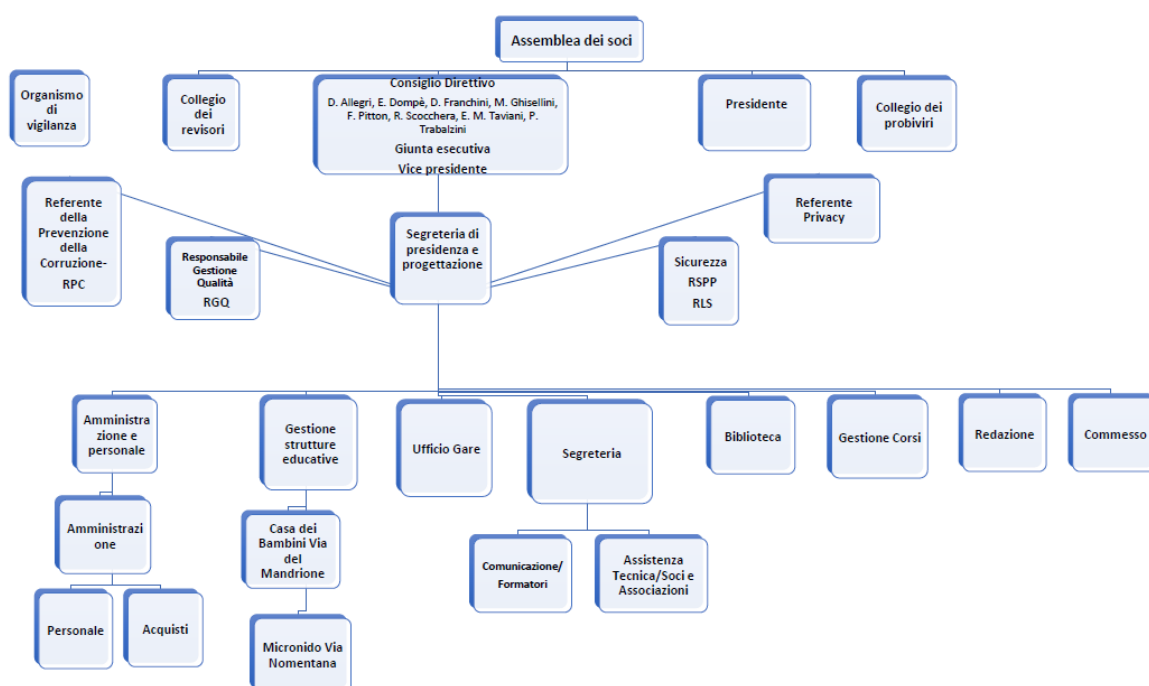 Assemblea dei soci
Organismo
di
vigilanza
Collegio
dei
revisori
Consiglio Direttivo
D. Allegri, E. Dompè, D. Franchini, M. Ghisellini,
F. Pitton, R. Scocchera, E. M. Taviani, P.
Trabalzini
Giunta esecutiva
Vice presidente
Presidente
Collegio dei
probiviri
Referente
della
Prevenzione
della
Corruzione-
RPC
Responsabile
Gestione
Qualità
RGQ
Segreteria di
presidenza e
progettazione
Sicurezza
RSPP
RLS
Referente
Privacy
Amministra
zione e
personale
Gestione
strutture
educative
Ufficio Gare
Segreteria
Biblioteca
Gestione Corsi
Redazione
Commesso
Amministrazi
one
Casa dei
Bambini Via
del
Mandrione
Comunicazione/
Formatori
Assistenza
Tecnica/Soci e
Associazioni
Personale
Acquisti
Micronido Via
Nomentana